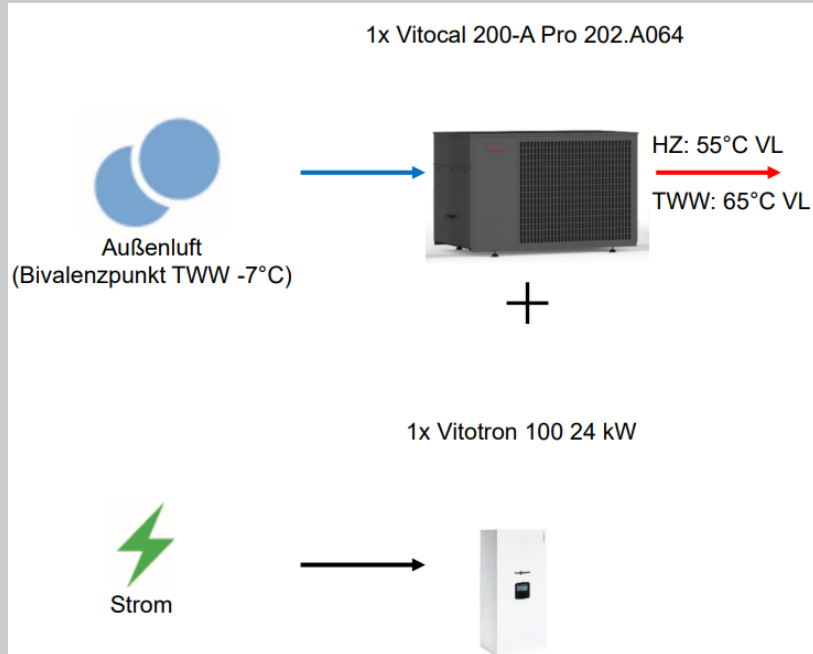 1x Vitocal 200-A Pro 202.A064
HZ: 55°C VL
TWW: 65°C VL
Außenluft
(Bivalenzpunkt TWW -7°C)
1x Vitotron 100 24 kW
Strom